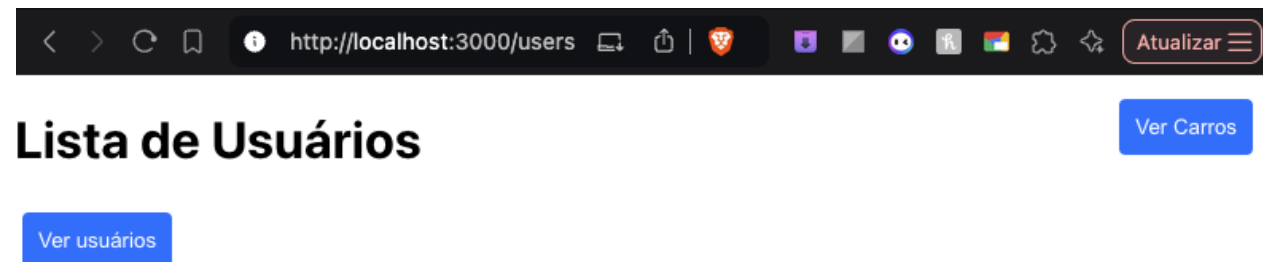 http://localhost:3000/users
Atualizar
Lista de Usuários
Ver Carros
Ver usuários